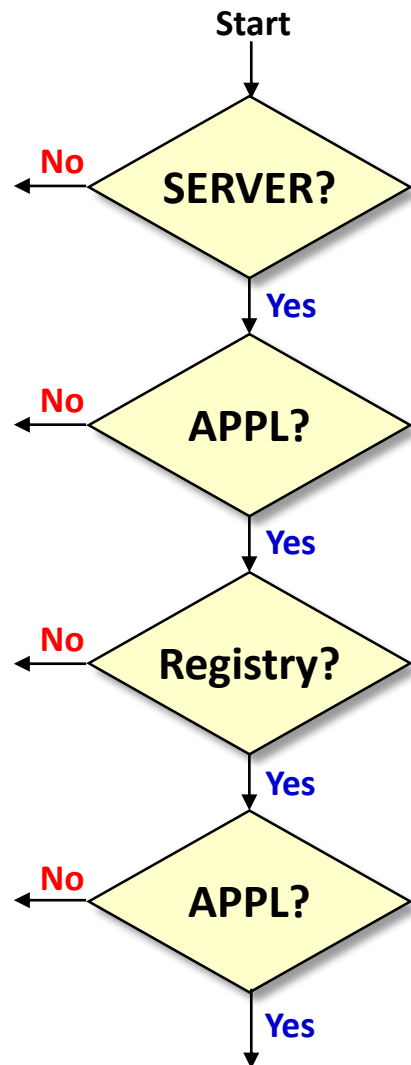 Start
No
SERVER?
Yes
No
APPL?
Yes
No
Registry?
Yes
No
APPL?
Yes